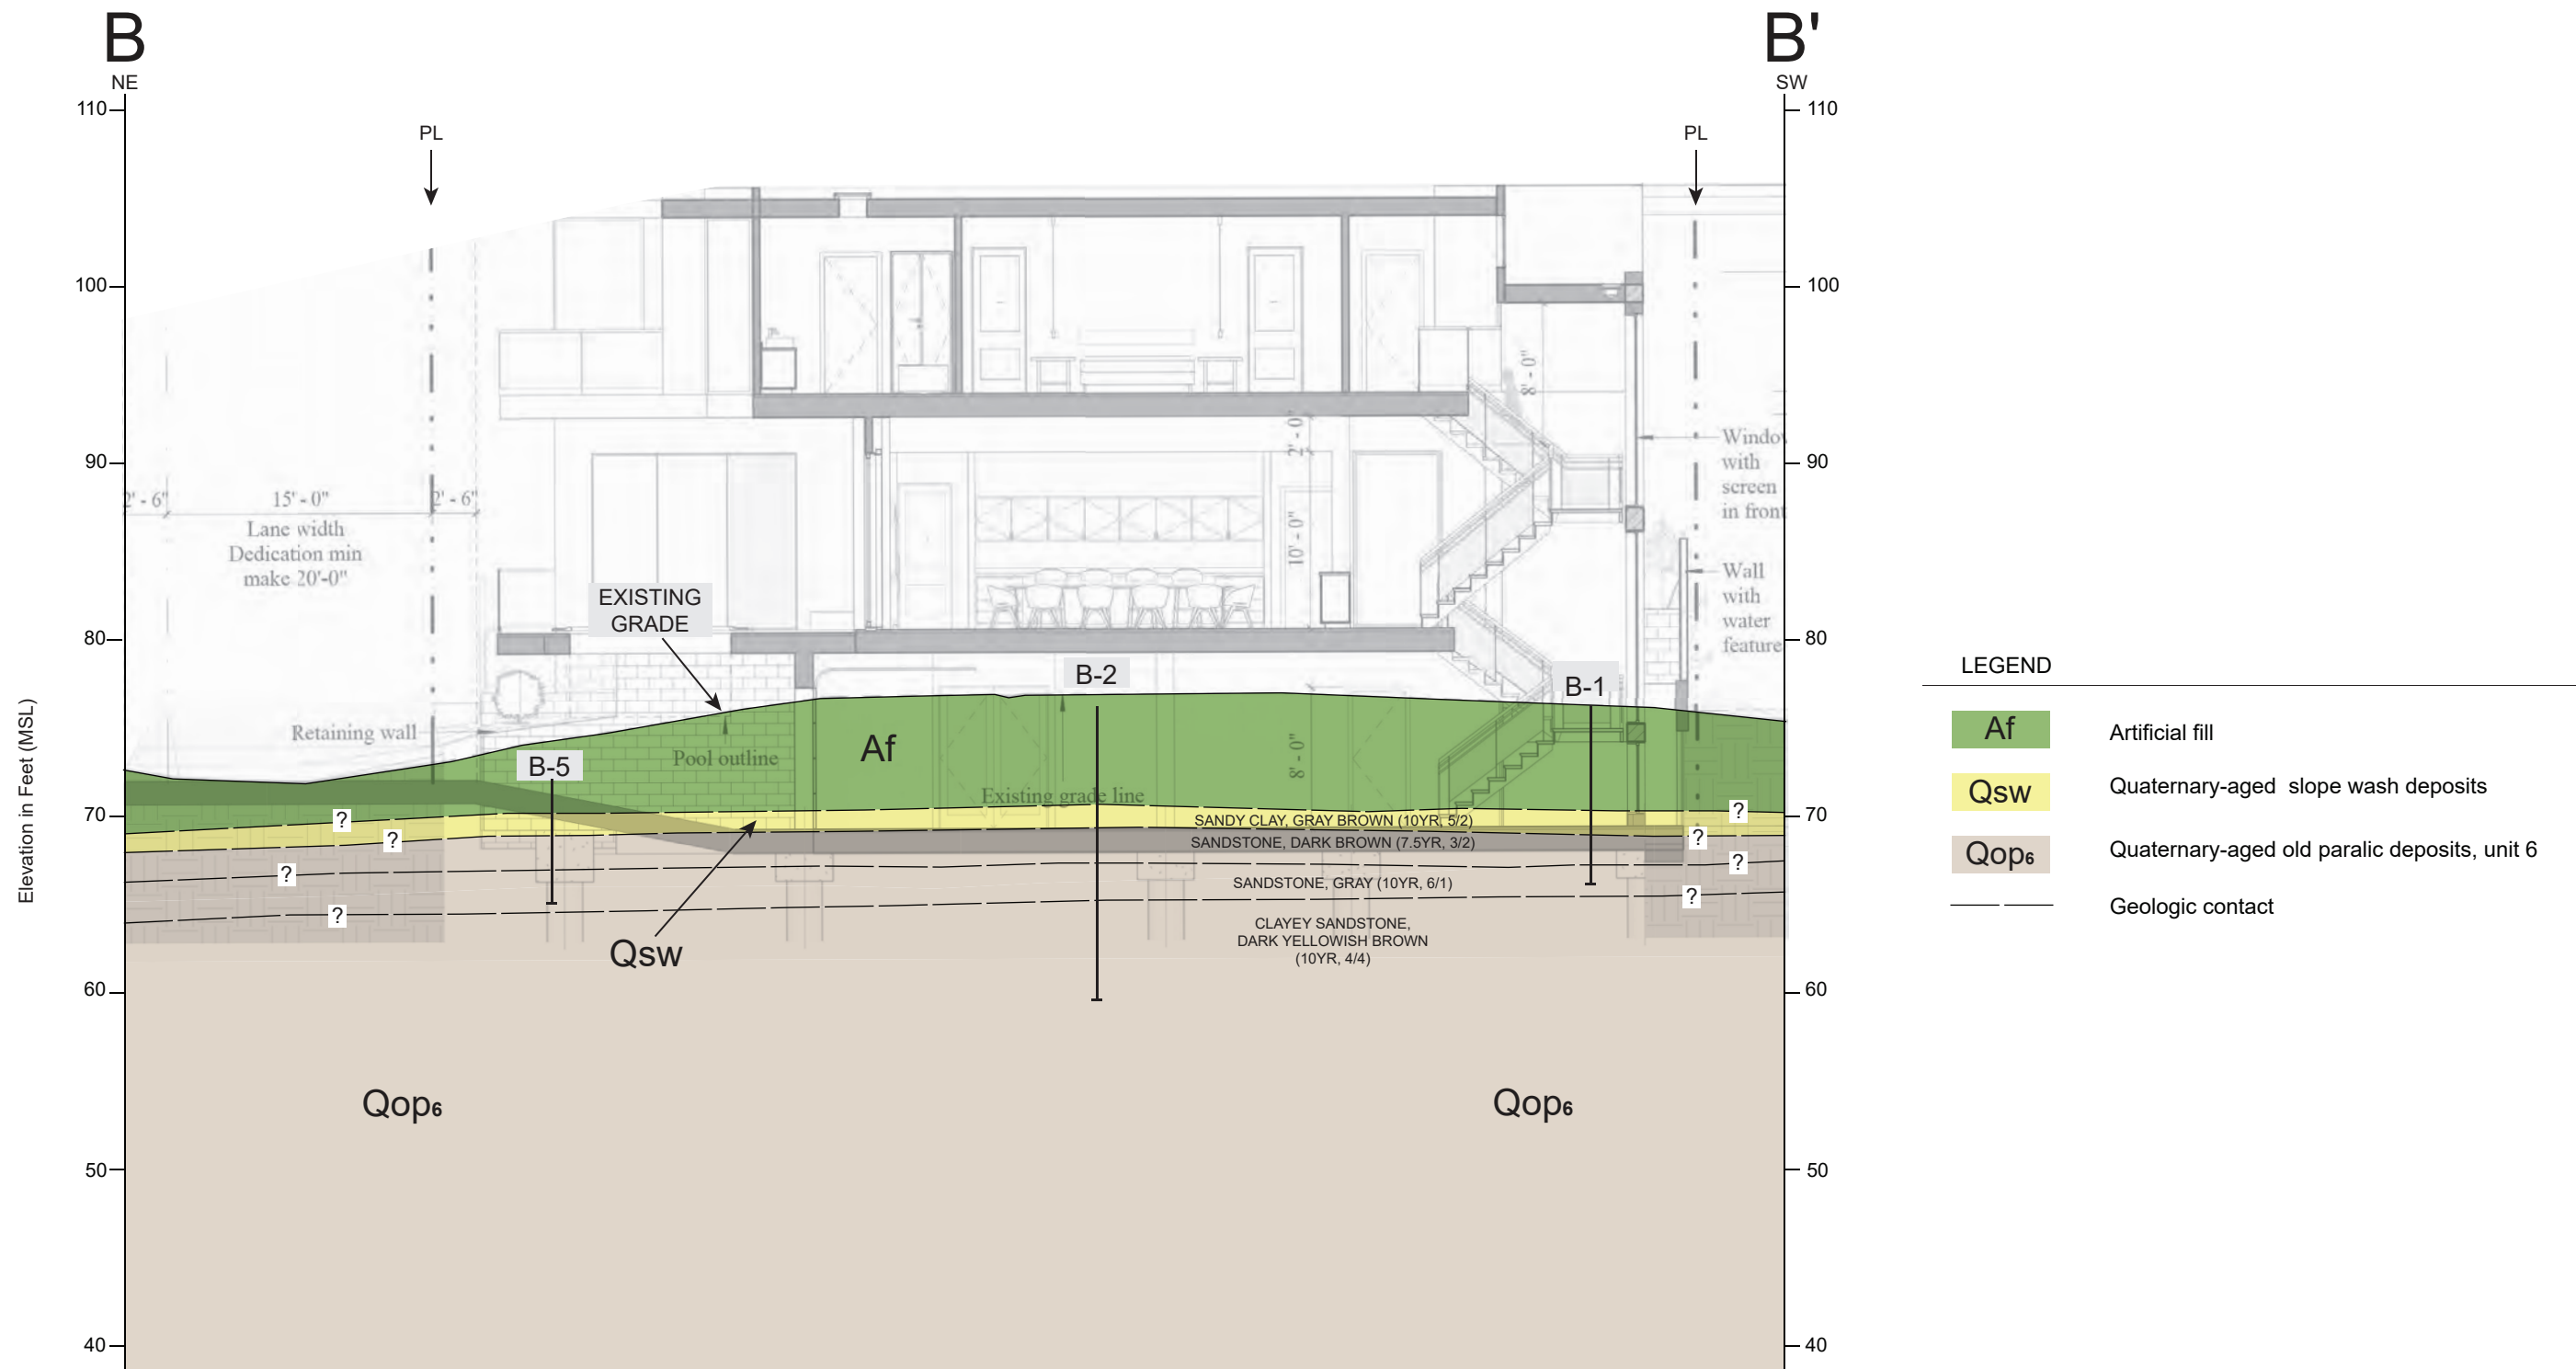 B
B'
NE
SW
110
110
PL
PL
100
100
8' - 0"
2' - 0"
Window
with
screen
in front
90
90
2' - 6"
15' - 0"
2' - 6"
Lane width
Dedication min
make 20'-0"
10' - 0"
Wall
with
water
feature
EXISTING
GRADE
80
80
B-2
B-1
Elevation in Feet (MSL)
Retaining wall
Af
Pool outline
8' - 0"
B-5
Existing grade line
70
70
?
?
SANDY CLAY, GRAY BROWN (10YR, 5/2)
?
?
SANDSTONE, DARK BROWN (7.5YR, 3/2)
?
?
SANDSTONE, GRAY (10YR, 6/1)
?
?
CLAYEY SANDSTONE,
DARK YELLOWISH BROWN
(10YR, 4/4)
Qsw
60
60
Qop6
Qop6
50
50
40
40
LEGEND
Af
Artificial fill
Qsw
Quaternary-aged slope wash deposits
Qop6
Quaternary-aged old paralic deposits, unit 6
Geologic contact